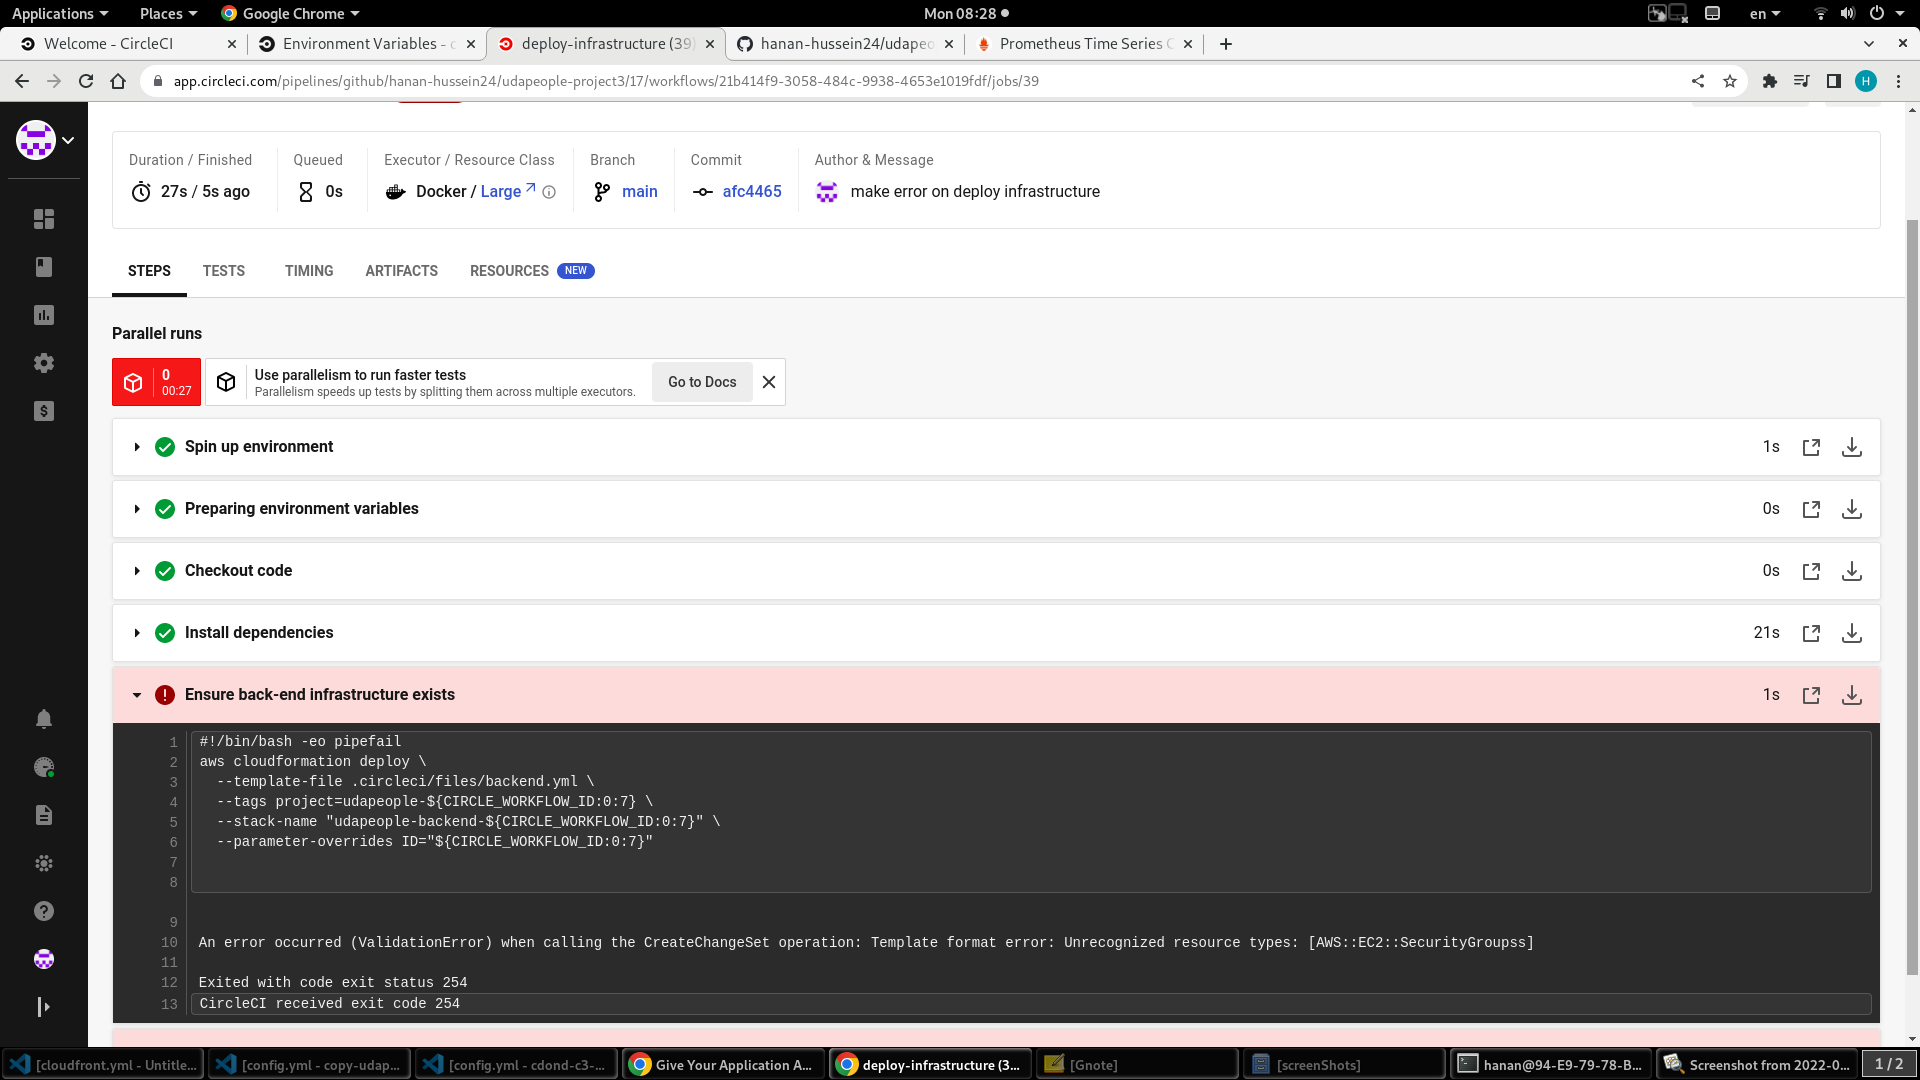 Applications
Places
Google Chrome
Mon 08:28
en
Welcome - CircleCI
Environment Variables - c
deploy-infrastructure (39)
hanan-hussein24/udapeo
Prometheus Time Series C
app.circleci.com/pipelines/github/hanan-hussein24/udapeople-project3/17/workflows/21b414f9-3058-484c-9938-4653e1019fdf/jobs/39
H
Duration / Finished
27s / 5s ago
Queued
0s
Executor / Resource Class
Docker / Large
Branch
main
Commit
afc4465
Author & Message
make error on deploy infrastructure
STEPS
TESTS
TIMING
ARTIFACTS
RESOURCES NEW
Parallel runs
0
00:27
Use parallelism to run faster tests
Parallelism speeds up tests by splitting them across multiple executors.
Go to Docs
Spin up environment 1s
Preparing environment variables 0s
Checkout code 0s
Install dependencies 21s
Ensure back-end infrastructure exists 1s
1 #!/bin/bash -eo pipefail
2 aws cloudformation deploy \
3 --template-file .circleci/files/backend.yml \
4 --tags project=udapeople-${CIRCLE_WORKFLOW_ID:0:7} \
5 --stack-name "udapeople-backend-${CIRCLE_WORKFLOW_ID:0:7}" \
6 --parameter-overrides ID="${CIRCLE_WORKFLOW_ID:0:7}"
7
8
9
10 An error occurred (ValidationError) when calling the CreateChangeSet operation: Template format error: Unrecognized resource types: [AWS::EC2::SecurityGroupss]
11
12 Exited with code exit status 254
13 CircleCI received exit code 254
[cloudfront.yml - Untitle...
[config.yml - copy-udap...
[config.yml - cdond-c3-...
Give Your Application A...
deploy-infrastructure (3...
[Gnote]
[screenShots]
hanan@94-E9-79-78-B...
Screenshot from 2022-0...
1 / 2